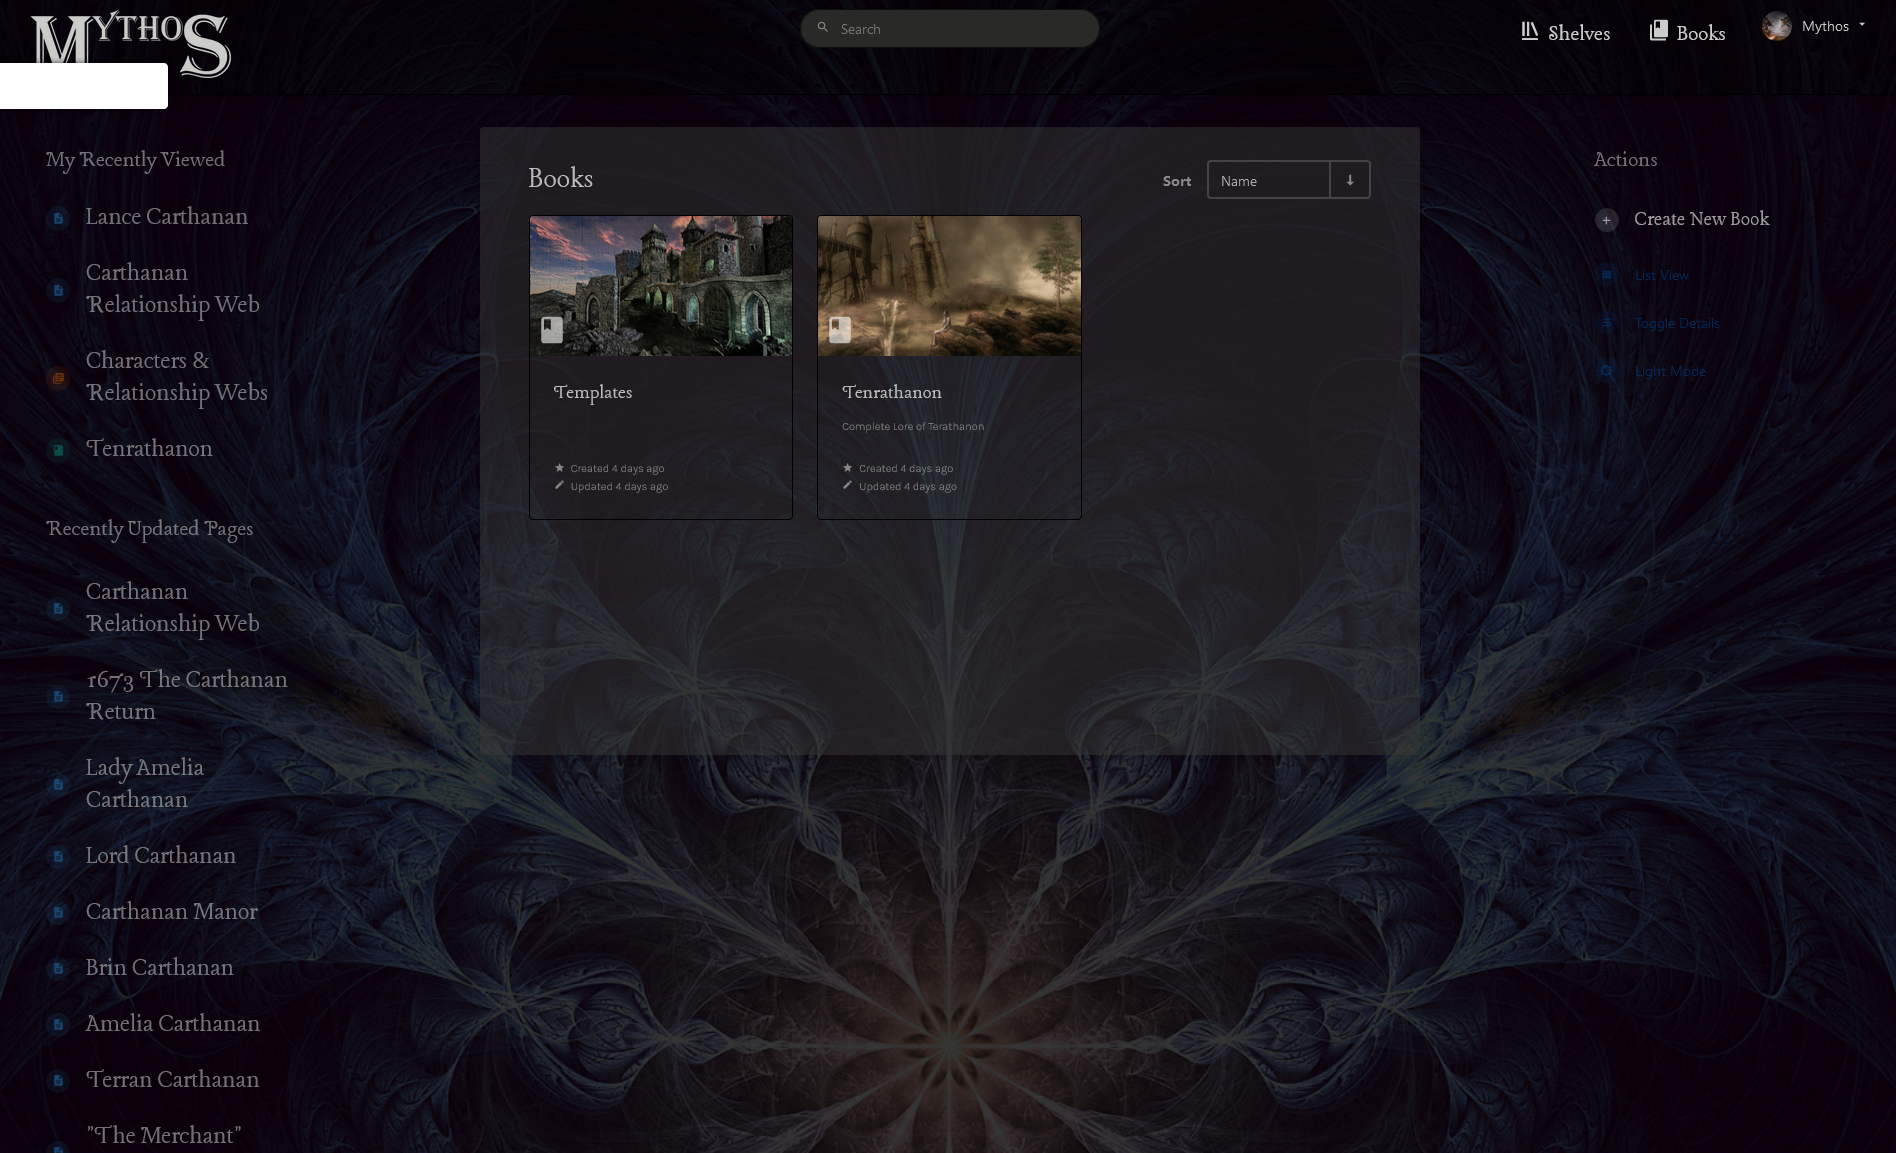 MYTHOS
Search
Shelves
Books
Mythos
My Recently Viewed
Lance Carthanan
Carthanan
Relationship Web
Characters &
Relationship Webs
Tenrathanon
Recently Updated Pages
Carthanan
Relationship Web
1673 The Carthanan
Return
Lady Amelia
Carthanan
Lord Carthanan
Carthanan Manor
Brin Carthanan
Amelia Carthanan
Terran Carthanan
"The Merchant"
Books
Sort
Name
Templates
Created 4 days ago
Updated 4 days ago
Tenrathanon
Complete Lore of Terathanon
Created 4 days ago
Updated 4 days ago
Actions
Create New Book
List View
Toggle Details
Light Mode